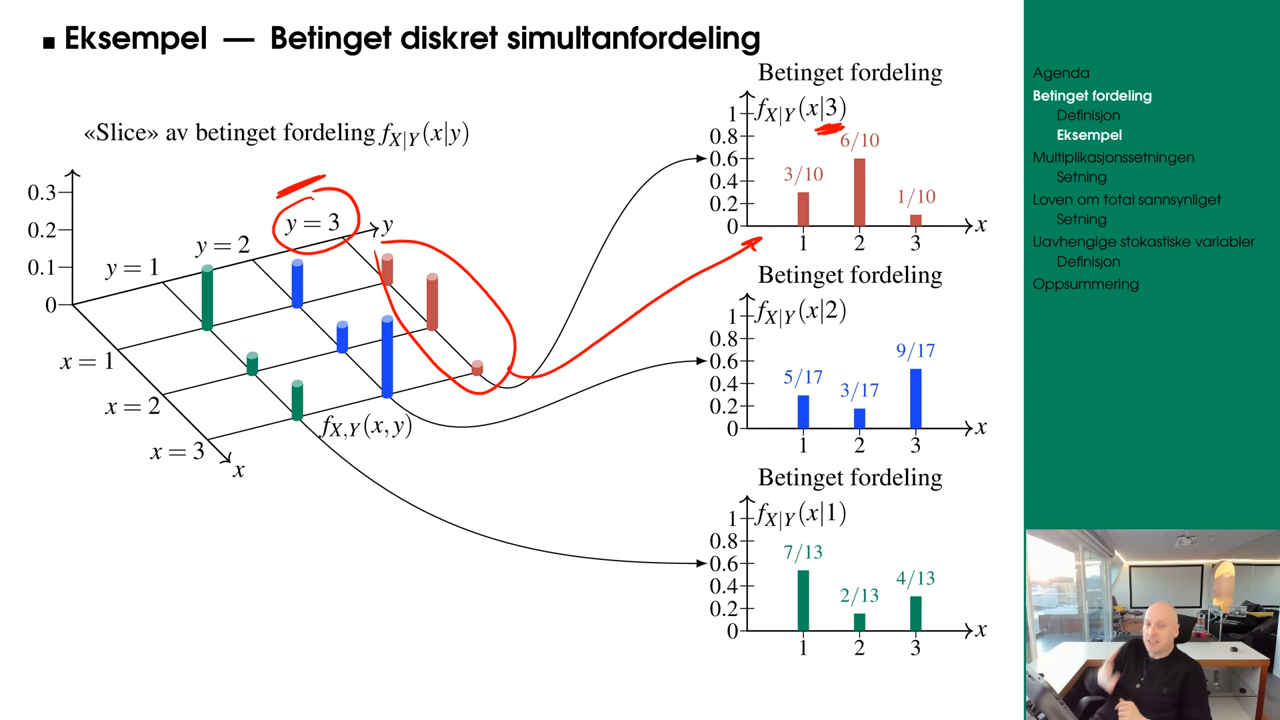 ▪ Eksempel — Betinget diskret simultanfordeling
«Slice» av betinget fordeling f_{X|Y}(x|y)
0.3
0.2
0.1
0
y = 1
y = 2
y = 3
y
x = 1
x = 2
x = 3
x
f_{X,Y}(x,y)
Betinget fordeling
f_{X|Y}(x|3)
1
0.8
0.6
0.4
0.2
0
3/10
6/10
1/10
1 2 3
x
Betinget fordeling
f_{X|Y}(x|2)
1
0.8
0.6
0.4
0.2
0
5/17
3/17
9/17
1 2 3
x
Betinget fordeling
f_{X|Y}(x|1)
1
0.8
0.6
0.4
0.2
0
7/13
2/13
4/13
1 2 3
x
Agenda
Betinget fordeling
Definisjon
Eksempel
Multiplikasjonssetningen
Setning
Loven om total sannsynliget
Setning
Uavhengige stokastiske variabler
Definisjon
Oppsummering